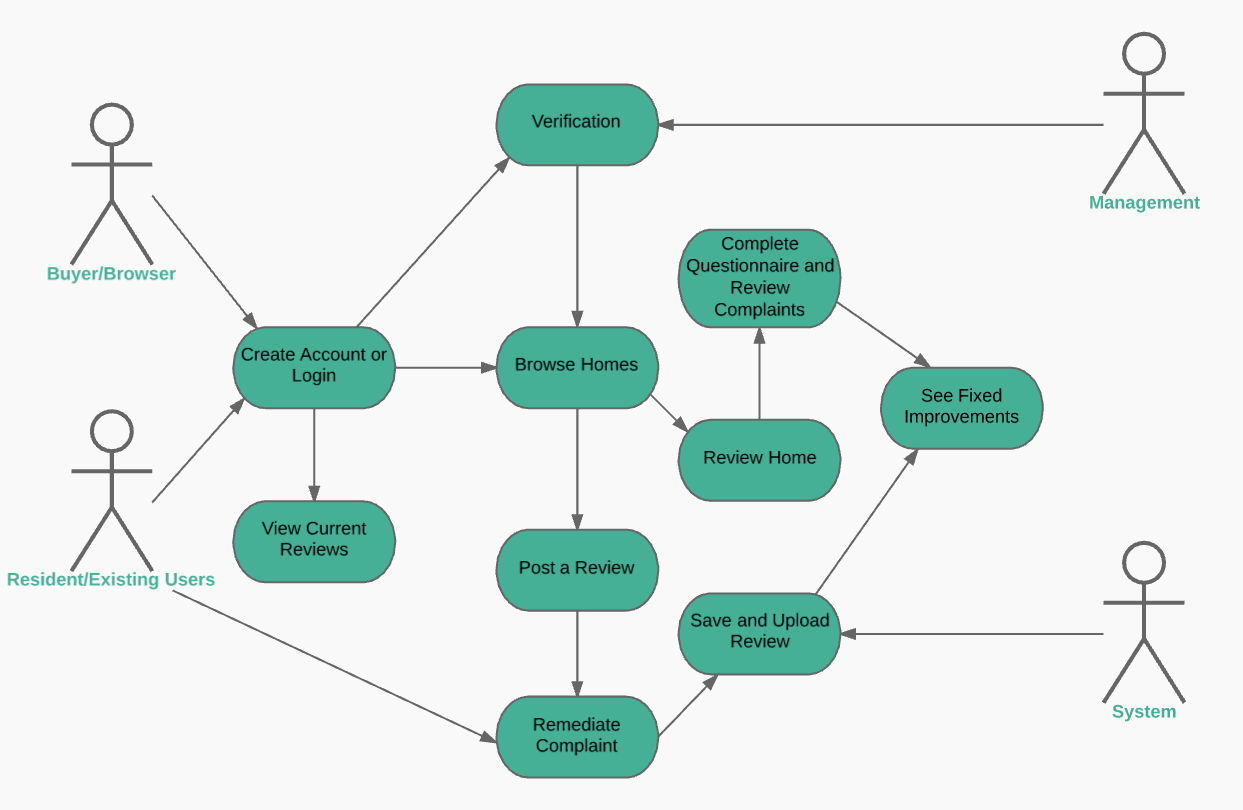 Verification
Management
Buyer/Browser
Complete
Questionnaire and
Review
Complaints
Create Account or
Login
Browse Homes
See Fixed
Improvements
Review Home
View Current
Reviews
Resident/Existing Users
Post a Review
Save and Upload
Review
System
Remediate
Complaint